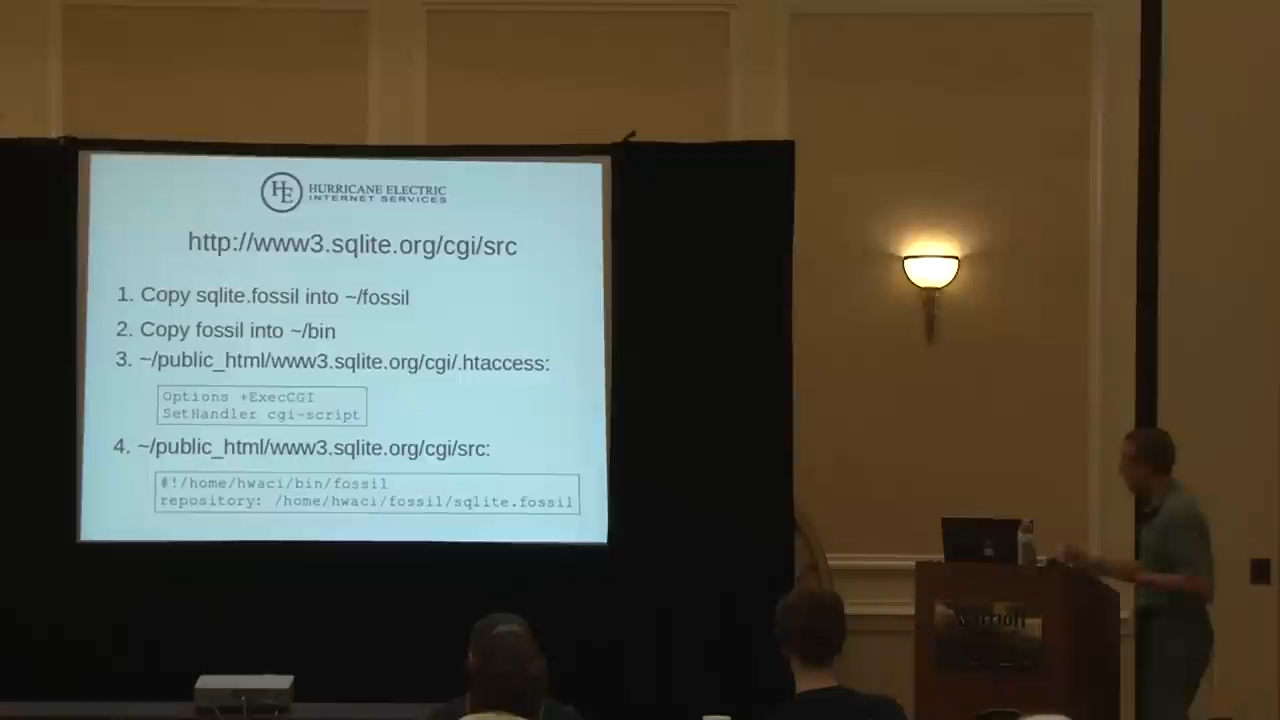 HE HURRICANE ELECTRIC
INTERNET SERVICES
http://www3.sqlite.org/cgi/src
1. Copy sqlite.fossil into ~/fossil
2. Copy fossil into ~/bin
3. ~/public_html/www3.sqlite.org/cgi/.htaccess:
Options +ExecCGI
SetHandler cgi-script
4. ~/public_html/www3.sqlite.org/cgi/src:
#!/home/hwaci/bin/fossil
repository: /home/hwaci/fossil/sqlite.fossil
Marriott